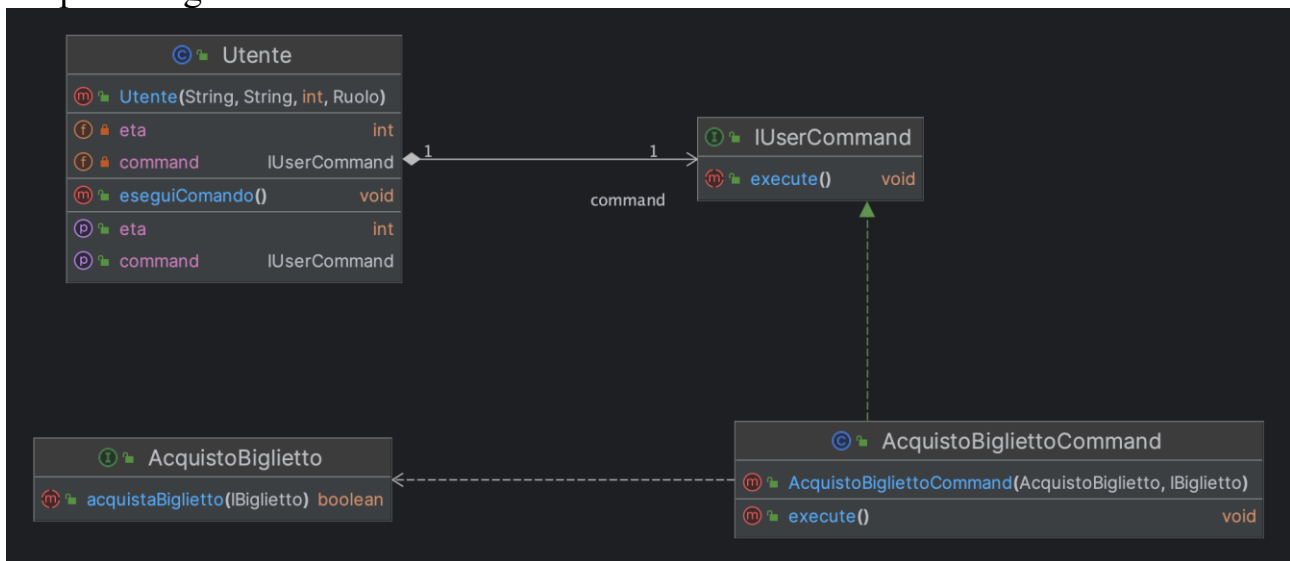 Utente
Utente(String, String, int, Ruolo)
eta int
command IUserCommand
eseguiComando() void
eta int
command IUserCommand
1 1
command
IUserCommand
execute() void
AcquistoBiglietto
acquistaBiglietto(IBiglietto) boolean
AcquistoBigliettoCommand
AcquistoBigliettoCommand(AcquistoBiglietto, IBiglietto)
execute() void